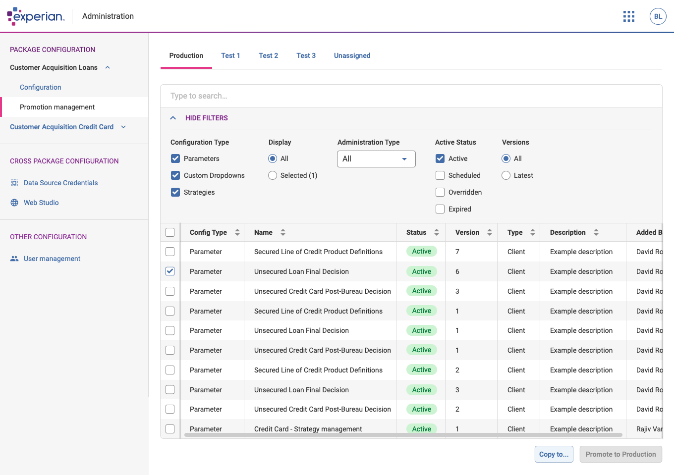 experian.
Administration
BL
PACKAGE CONFIGURATION
Customer Acquisition Loans
Configuration
Promotion management
Customer Acquisition Credit Card
CROSS PACKAGE CONFIGURATION
Data Source Credentials
Web Studio
OTHER CONFIGURATION
User management
Production Test 1 Test 2 Test 3 Unassigned
Type to search...
HIDE FILTERS
Configuration Type Display Administration Type Active Status Versions
Parameters All All Active All
Custom Dropdowns Selected (1) Scheduled Latest
Strategies Overridden
Expired
Config Type Name Status Version Type Description Added B
Parameter Secured Line of Credit Product Definitions Active 7 Client Example description David Ro
Parameter Unsecured Loan Final Decision Active 6 Client Example description David Ro
Parameter Unsecured Credit Card Post-Bureau Decision Active 3 Client Example description David Ro
Parameter Secured Line of Credit Product Definitions Active 1 Client Example description David Ro
Parameter Unsecured Loan Final Decision Active 1 Client Example description David Ro
Parameter Unsecured Credit Card Post-Bureau Decision Active 1 Client Example description David Ro
Parameter Secured Line of Credit Product Definitions Active 2 Client Example description David Ro
Parameter Unsecured Loan Final Decision Active 3 Client Example description David Ro
Parameter Unsecured Credit Card Post-Bureau Decision Active 2 Client Example description David Ro
Parameter Credit Card - Strategy management Active 1 Client Example description Rajiv Var
Copy to... Promote to Production